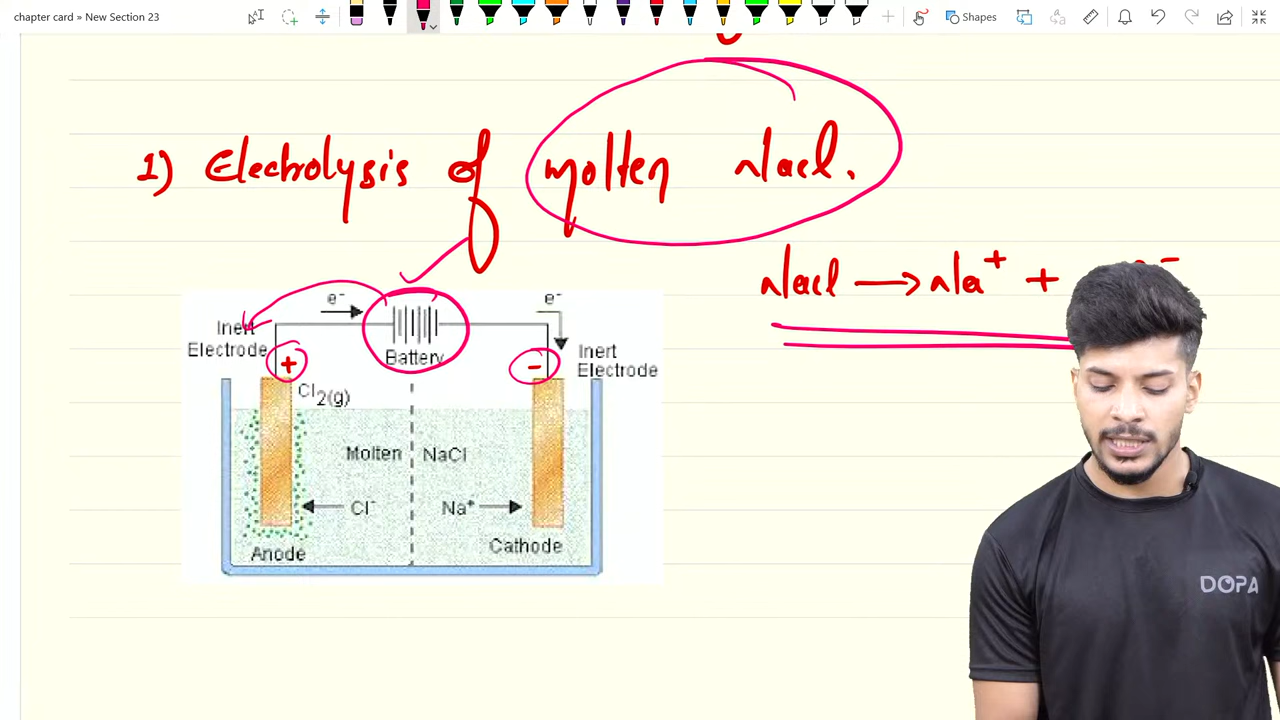 chapter card » New Section 23
Shapes
1) Electrolysis of molten Nacl.
Nacl → Na⁺ +
e⁻
e⁻
Inert
Electrode
Battery
Inert
Electrode
+
-
Cl2(g)
Molten NaCl
Cl⁻
Na⁺
Anode
Cathode
DOPA